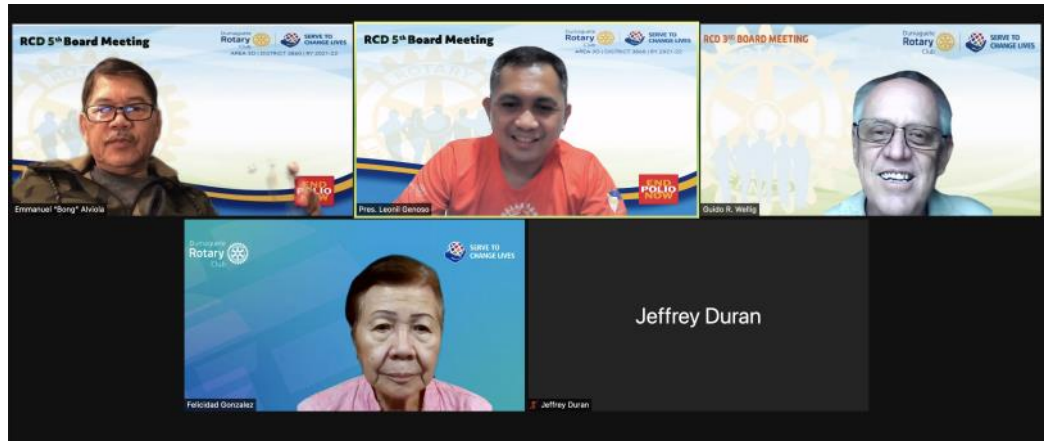 RCD 5th Board Meeting
Dumaguete
Rotary
Club
SERVE TO
CHANGE LIVES
AREA 3D | DISTRICT 3860 | RY 2021-22
END
POLIO
NOW
Emmanuel "Bong" Alviola
RCD 5th Board Meeting
Dumaguete
Rotary
Club
SERVE TO
CHANGE LIVES
AREA 3D | DISTRICT 3860 | RY 2021-22
END
POLIO
NOW
Pres. Leonil Genoso
RCD 3RD BOARD MEETING
Dumaguete
Rotary
Club
SERVE TO
CHANGE LIVES
Guido R. Wellig
Dumaguete
Rotary
Club
SERVE TO
CHANGE LIVES
Felicidad Gonzalez
Jeffrey Duran
Jeffrey Duran